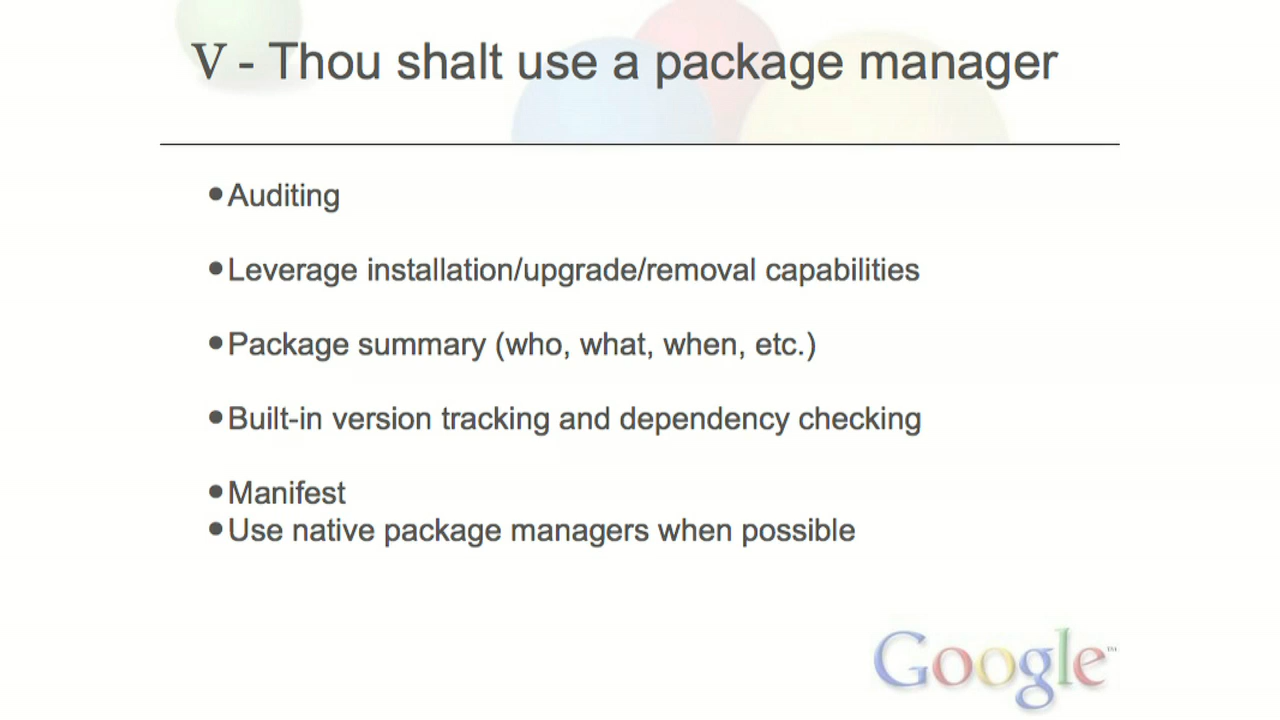 V - Thou shalt use a package manager
●Auditing
●Leverage installation/upgrade/removal capabilities
●Package summary (who, what, when, etc.)
●Built-in version tracking and dependency checking
●Manifest
●Use native package managers when possible
Google™